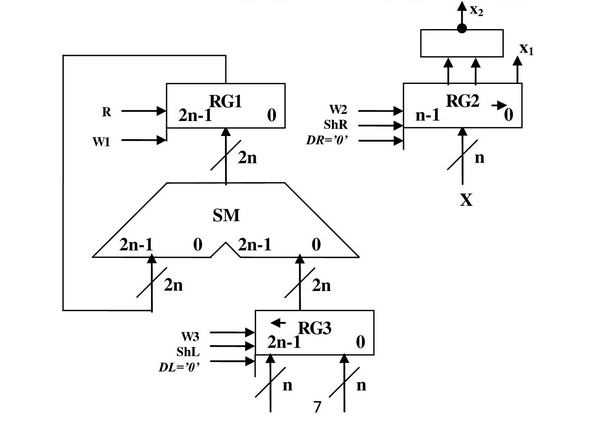 x₂
x₁
RG1
2n-1 0
R
W1
2n
RG2
n-1 0
W2
ShR
DR='0'
n
X
SM
2n-1 0 2n-1 0
2n
2n
RG3
2n-1 0
W3
ShL
DL='0'
n
n
7